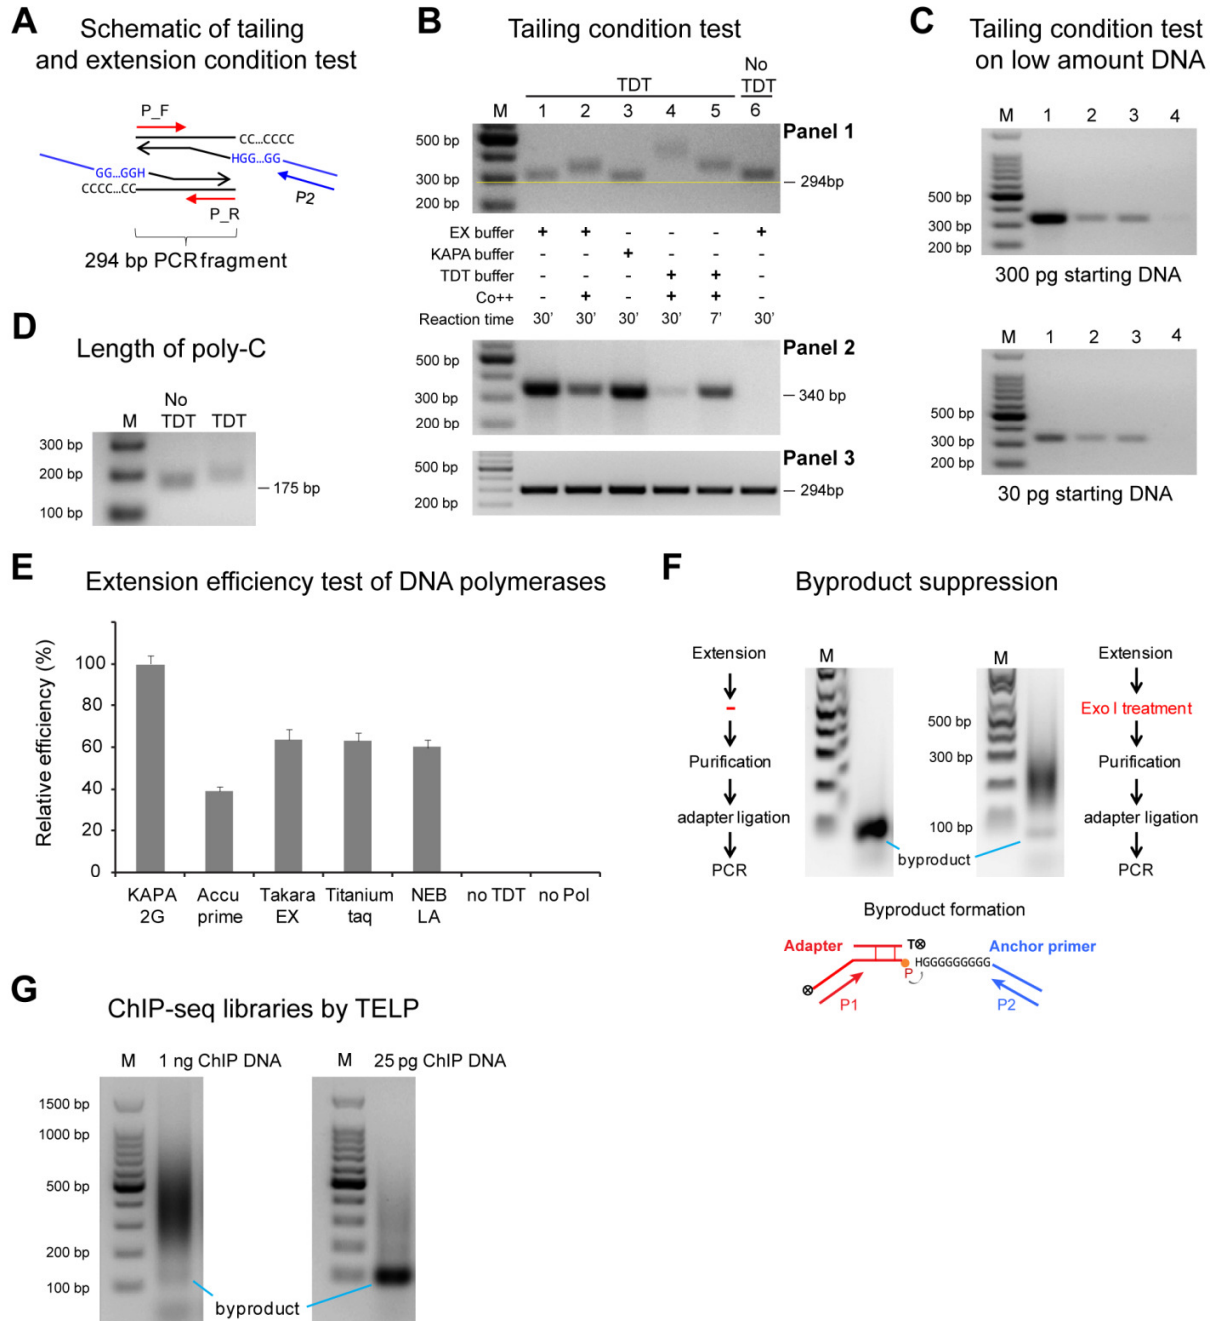 A
Schematic of tailing
and extension condition test
P_F
CC...CCCC
HGG...GG
GG...GGH
CCCC...CC
P2
P_R
294 bp PCR fragment
B
Tailing condition test
TDT
No
TDT
M 1 2 3 4 5 6
Panel 1
500 bp
300 bp
200 bp
294bp
EX buffer + + - - - +
KAPA buffer - - + - - -
TDT buffer - - - + + -
Co++ - + - + + -
Reaction time 30' 30' 30' 30' 7' 30'
Panel 2
500 bp
300 bp
200 bp
340 bp
Panel 3
500 bp
200 bp
294bp
C
Tailing condition test
on low amount DNA
M 1 2 3 4
500 bp
300 bp
200 bp
300 pg starting DNA
M 1 2 3 4
500 bp
300 bp
200 bp
30 pg starting DNA
D
Length of poly-C
M
No
TDT
TDT
300 bp
200 bp
100 bp
175 bp
E
Extension efficiency test of DNA polymerases
Relative efficiency (%)
100
80
60
40
20
0
KAPA
2G
Accu
prime
Takara
EX
Titanium
taq
NEB
LA
no TDT
no Pol
F
Byproduct suppression
Extension
-
Purification
adapter ligation
PCR
M
M
500 bp
300 bp
100 bp
byproduct
Extension
Exo I treatment
Purification
adapter ligation
PCR
Byproduct formation
Adapter
T
HGGGGGGGGG
Anchor primer
P
P1
P2
G
ChIP-seq libraries by TELP
M 1 ng ChIP DNA
M 25 pg ChIP DNA
1500 bp
1000 bp
500 bp
200 bp
100 bp
byproduct